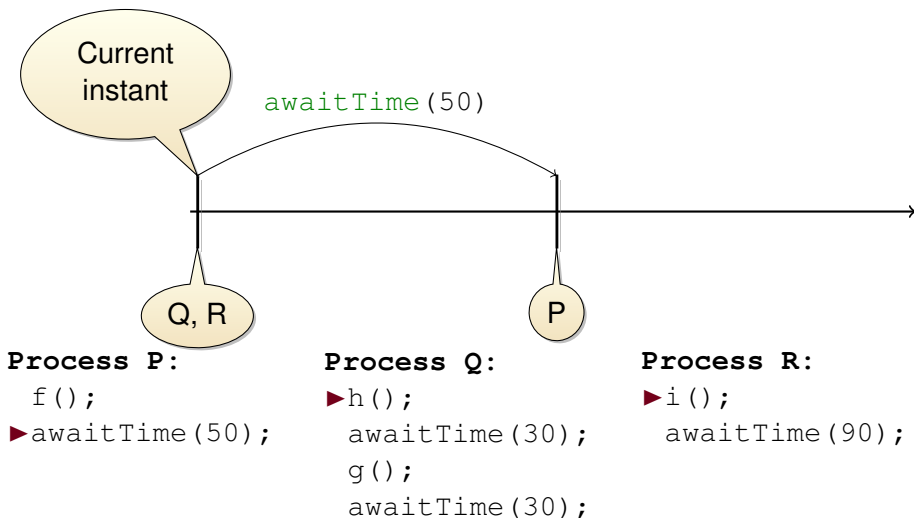 Current
instant
awaitTime(50)
Q, R
P
Process P:
f();
►awaitTime(50);
Process Q:
►h();
awaitTime(30);
g();
awaitTime(30);
Process R:
►i();
awaitTime(90);